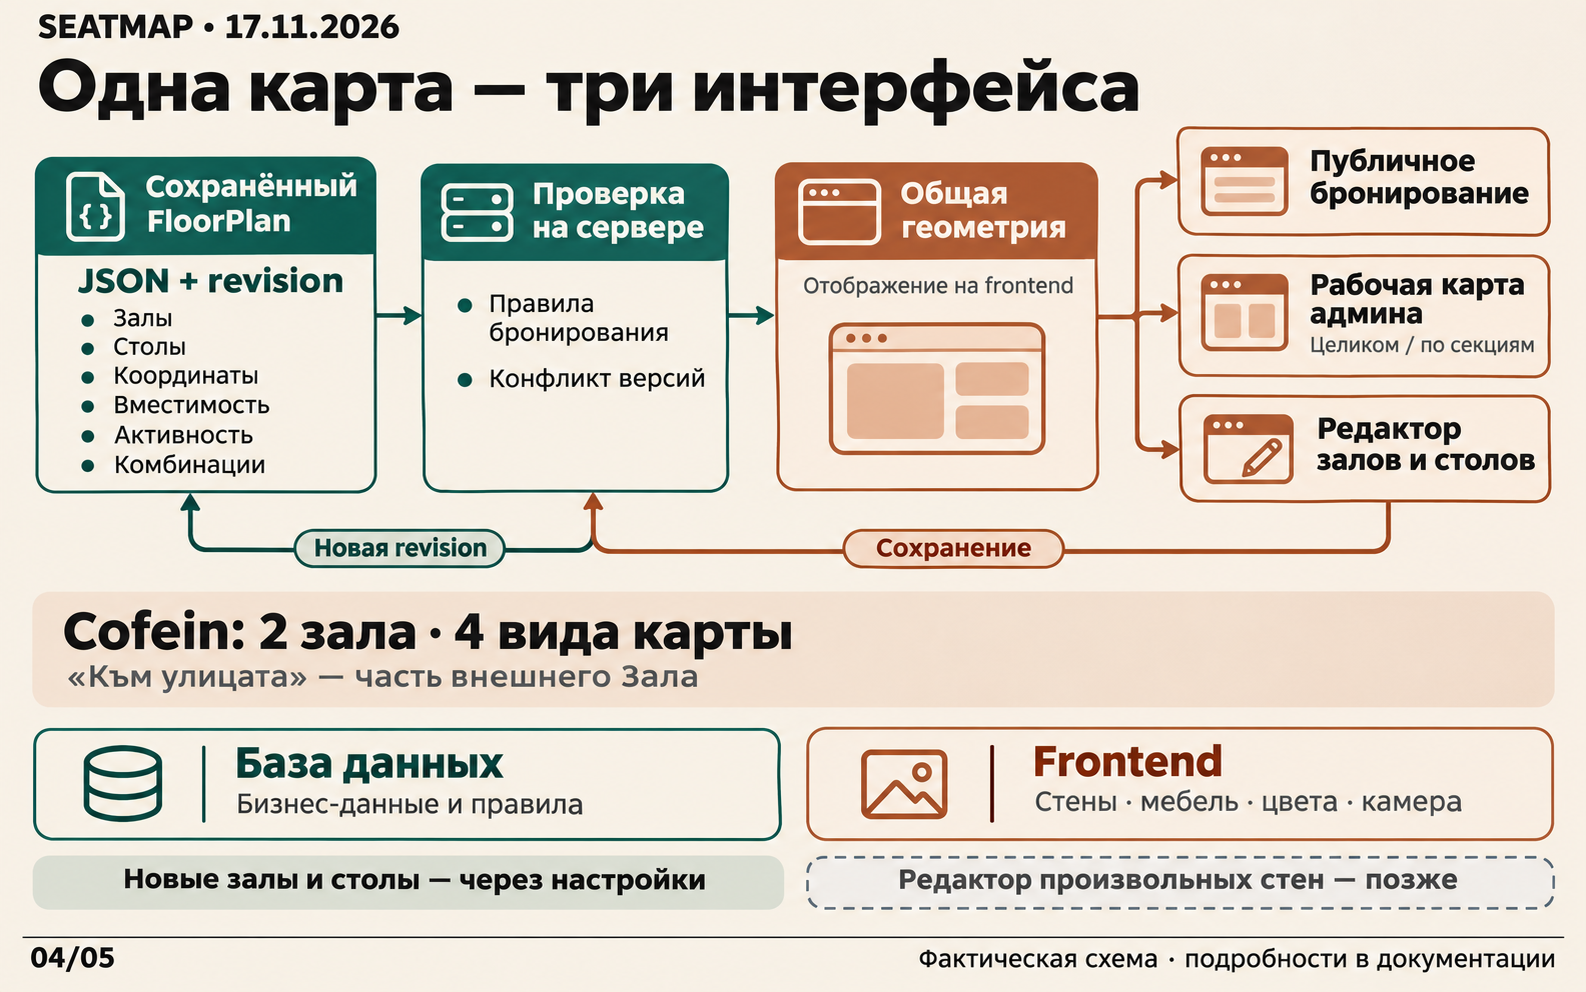 SEATMAP • 17.11.2026
Одна карта — три интерфейса
Сохранённый
FloorPlan
JSON + revision
• Залы
• Столы
• Координаты
• Вместимость
• Активность
• Комбинации
Проверка
на сервере
• Правила
бронирования
• Конфликт версий
Общая
геометрия
Отображение на frontend
Публичное
бронирование
Рабочая карта
админа
Целиком / по секциям
Редактор
залов и столов
Новая revision
Сохранение
Cofein: 2 зала · 4 вида карты
«Към улицата» — часть внешнего Зала
База данных
Бизнес-данные и правила
Frontend
Стены · мебель · цвета · камера
Новые залы и столы — через настройки
Редактор произвольных стен — позже
04/05
Фактическая схема · подробности в документации